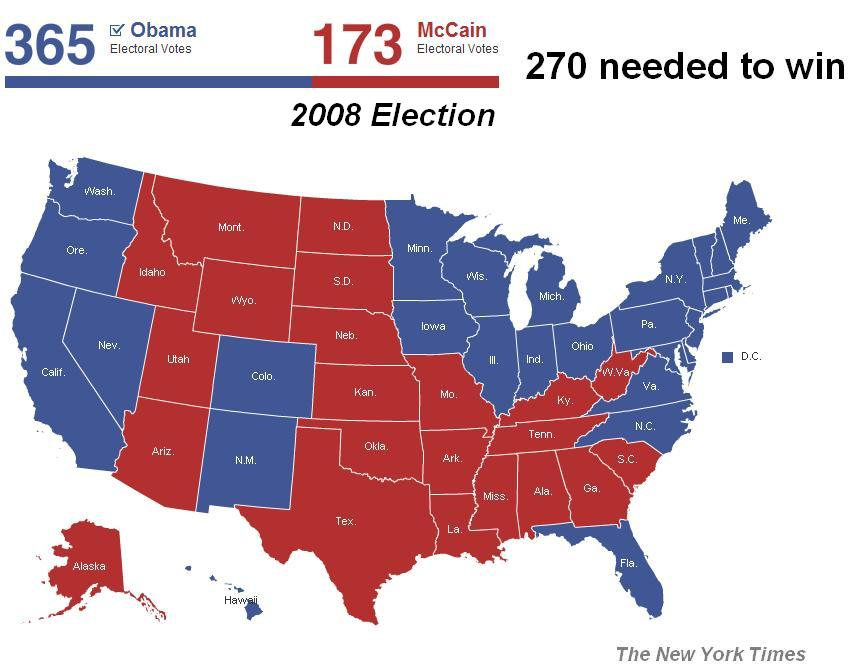 365
Obama
Electoral Votes
173
McCain
Electoral Votes
270 needed to win
2008 Election
Wash.
Ore.
Calif.
Nev.
Idaho
Mont.
Wyo.
Utah
Ariz.
Colo.
N.M.
N.D.
S.D.
Neb.
Kan.
Okla.
Tex.
Minn.
Iowa
Mo.
Ark.
La.
Wis.
Ill.
Mich.
Ind.
Ohio
Ky.
Tenn.
Miss.
Ala.
Ga.
Fla.
S.C.
N.C.
Va.
W.Va.
Pa.
N.Y.
Me.
D.C.
Alaska
Hawaii
The New York Times